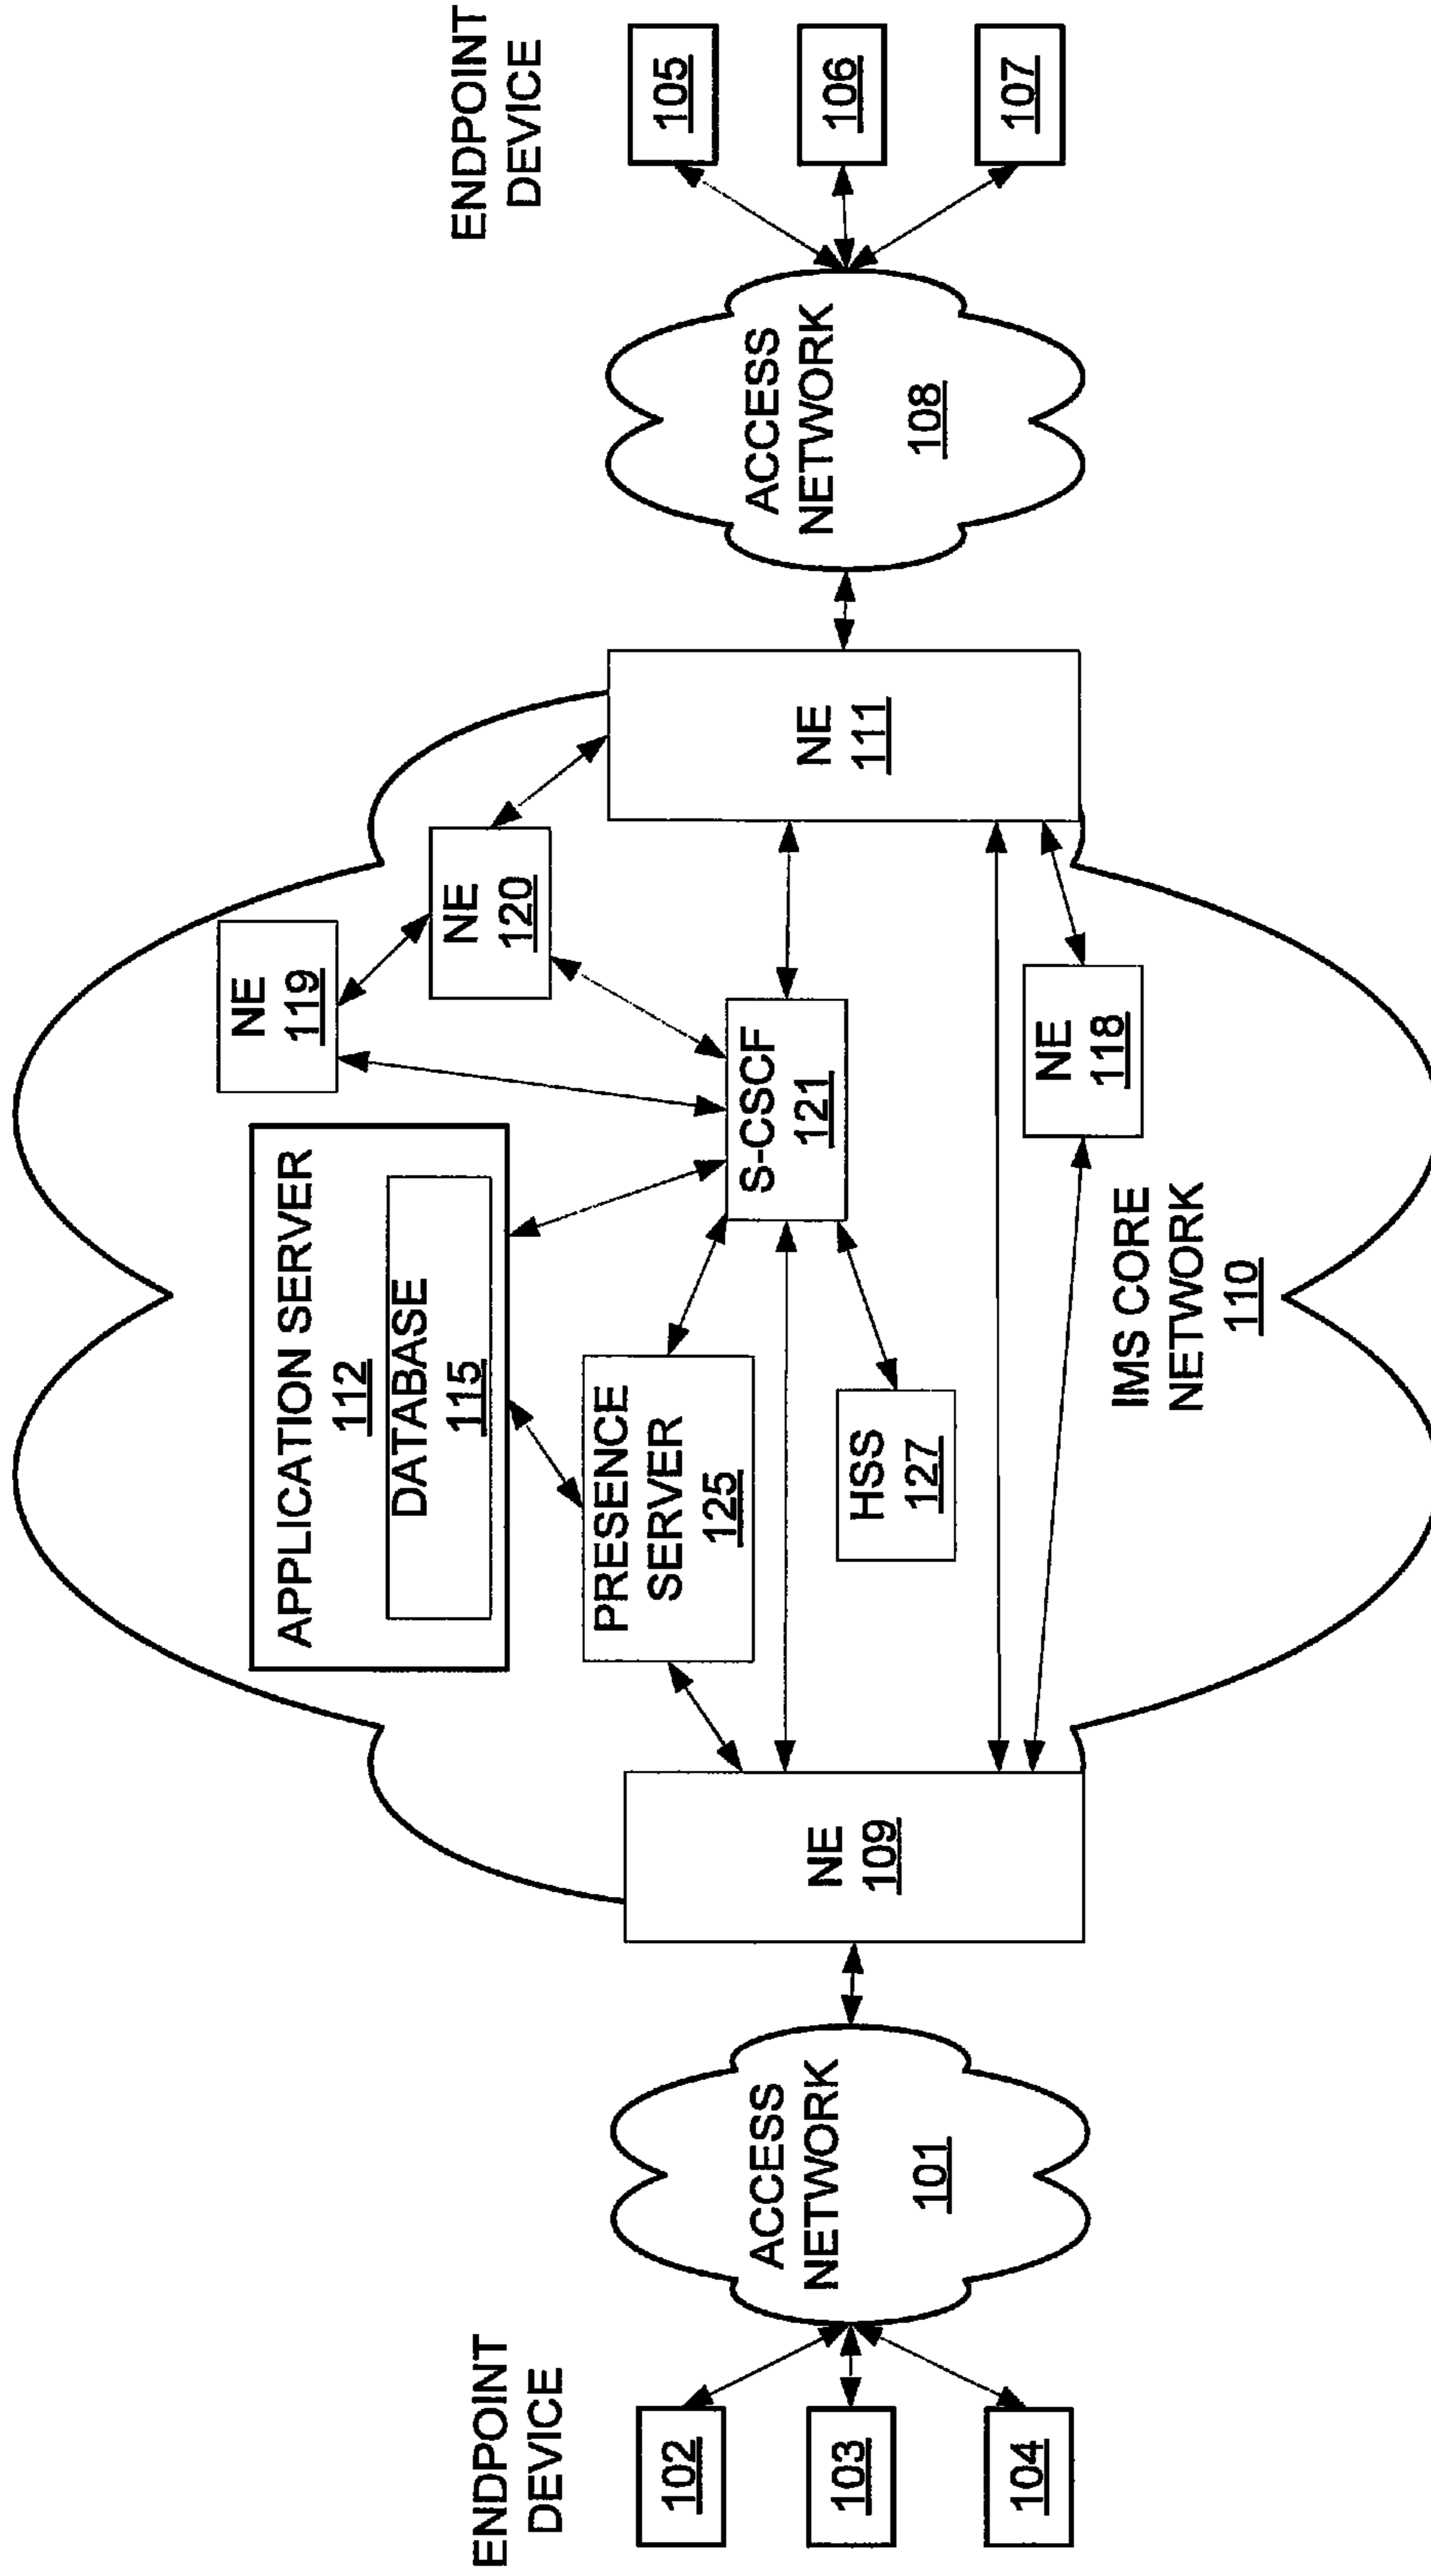 ENDPOINT
DEVICE
102
103
104
ACCESS
NETWORK
101
NE
109
APPLICATION SERVER
112
DATABASE
115
PRESENCE
SERVER
125
HSS
127
S-CSCF
121
NE
119
NE
120
NE
118
IMS CORE
NETWORK
110
NE
111
ACCESS
NETWORK
108
ENDPOINT
DEVICE
105
106
107